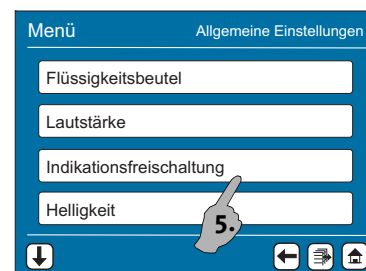 Menü Allgemeine Einstellungen
Flüssigkeitsbeutel
Lautstärke
Indikationsfreischaltung
Helligkeit
5.